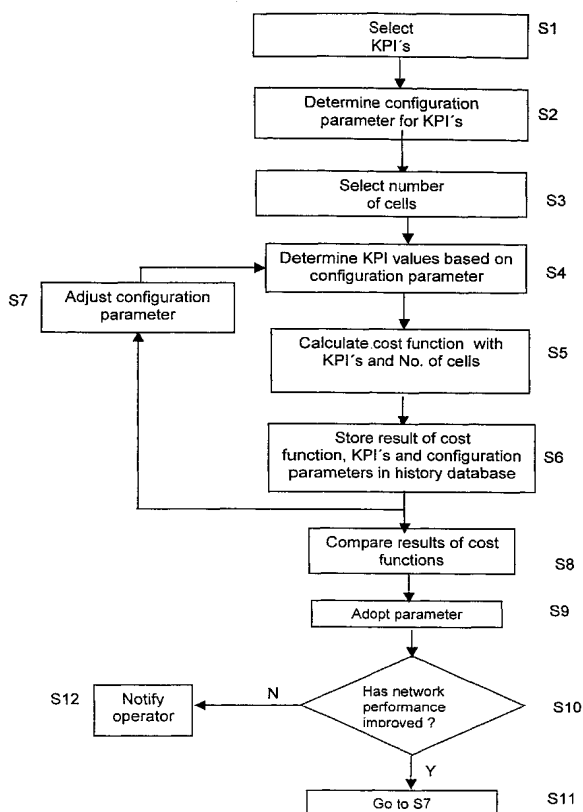 Select
KPI´s
S1
Determine configuration
parameter for KPI´s
S2
Select number
of cells
S3
Determine KPI values based on
configuration parameter
S4
S7
Adjust configuration
parameter
Calculate.cost function with
KPI´s and No. of cells
S5
Store result of cost
function, KPI´s and configuration
parameters in history database
S6
Compare results of cost
functions
S8
Adopt parameter
S9
S12
Notify
operator
N
Has network
performance
improved ?
S10
Y
Go to S7
S11